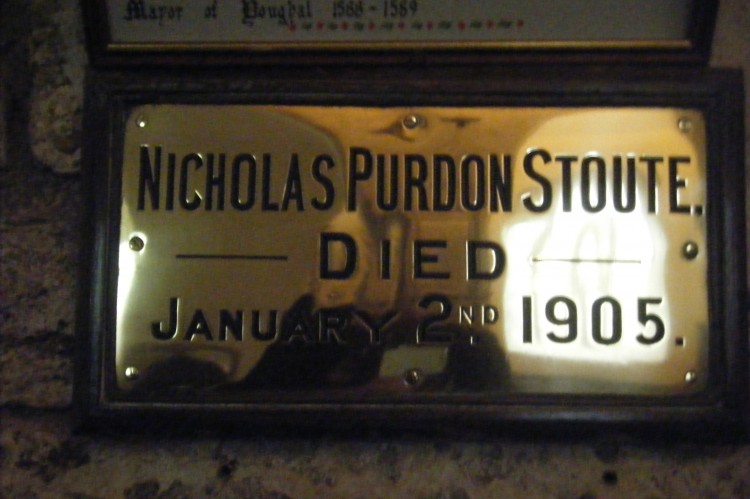 Mayor of Youghal 1588-1589
NICHOLAS PURDON STOUTE.
DIED
JANUARY 2ND. 1905.